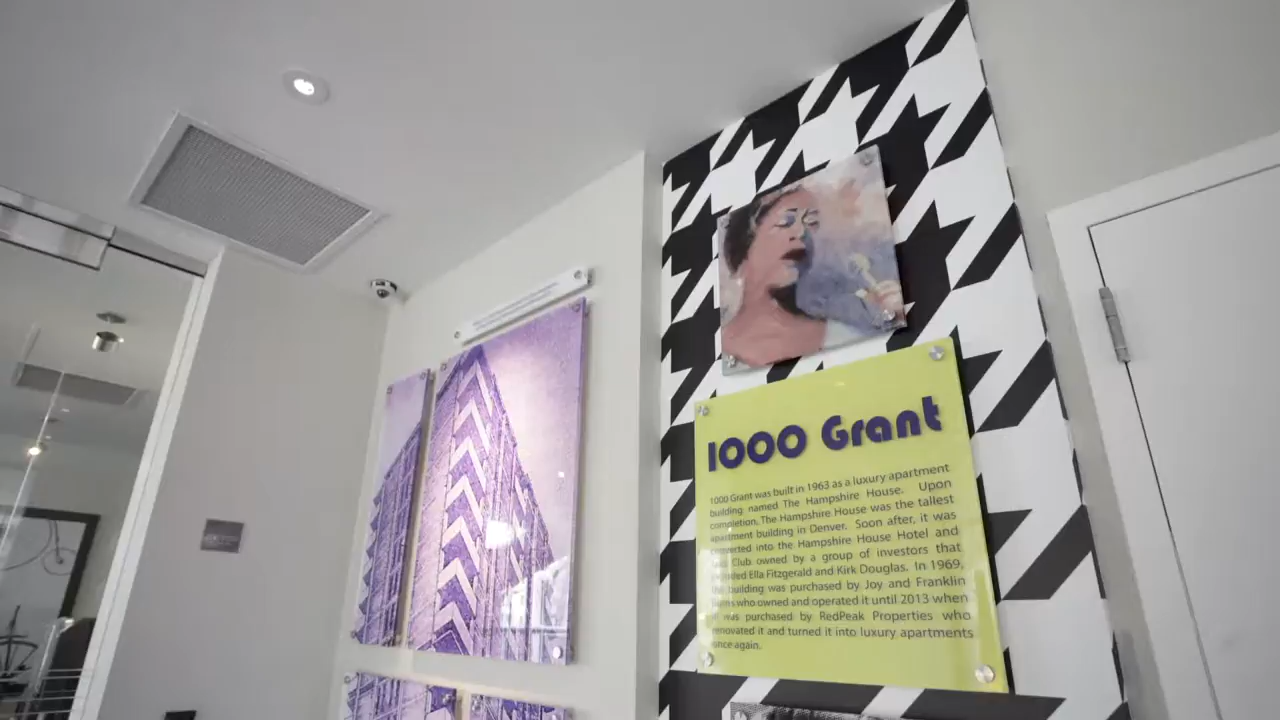 1000 Grant
1000 Grant was built in 1963 as a luxury apartment
building named The Hampshire House. Upon
completion, The Hampshire House was the tallest
apartment building in Denver. Soon after, it was
converted into the Hampshire House Hotel and
Club owned by a group of investors that
included Ella Fitzgerald and Kirk Douglas. In 1969,
the building was purchased by Joy and Franklin
who owned and operated it until 2013 when
it was purchased by RedPeak Properties who
renovated it and turned it into luxury apartments
once again.